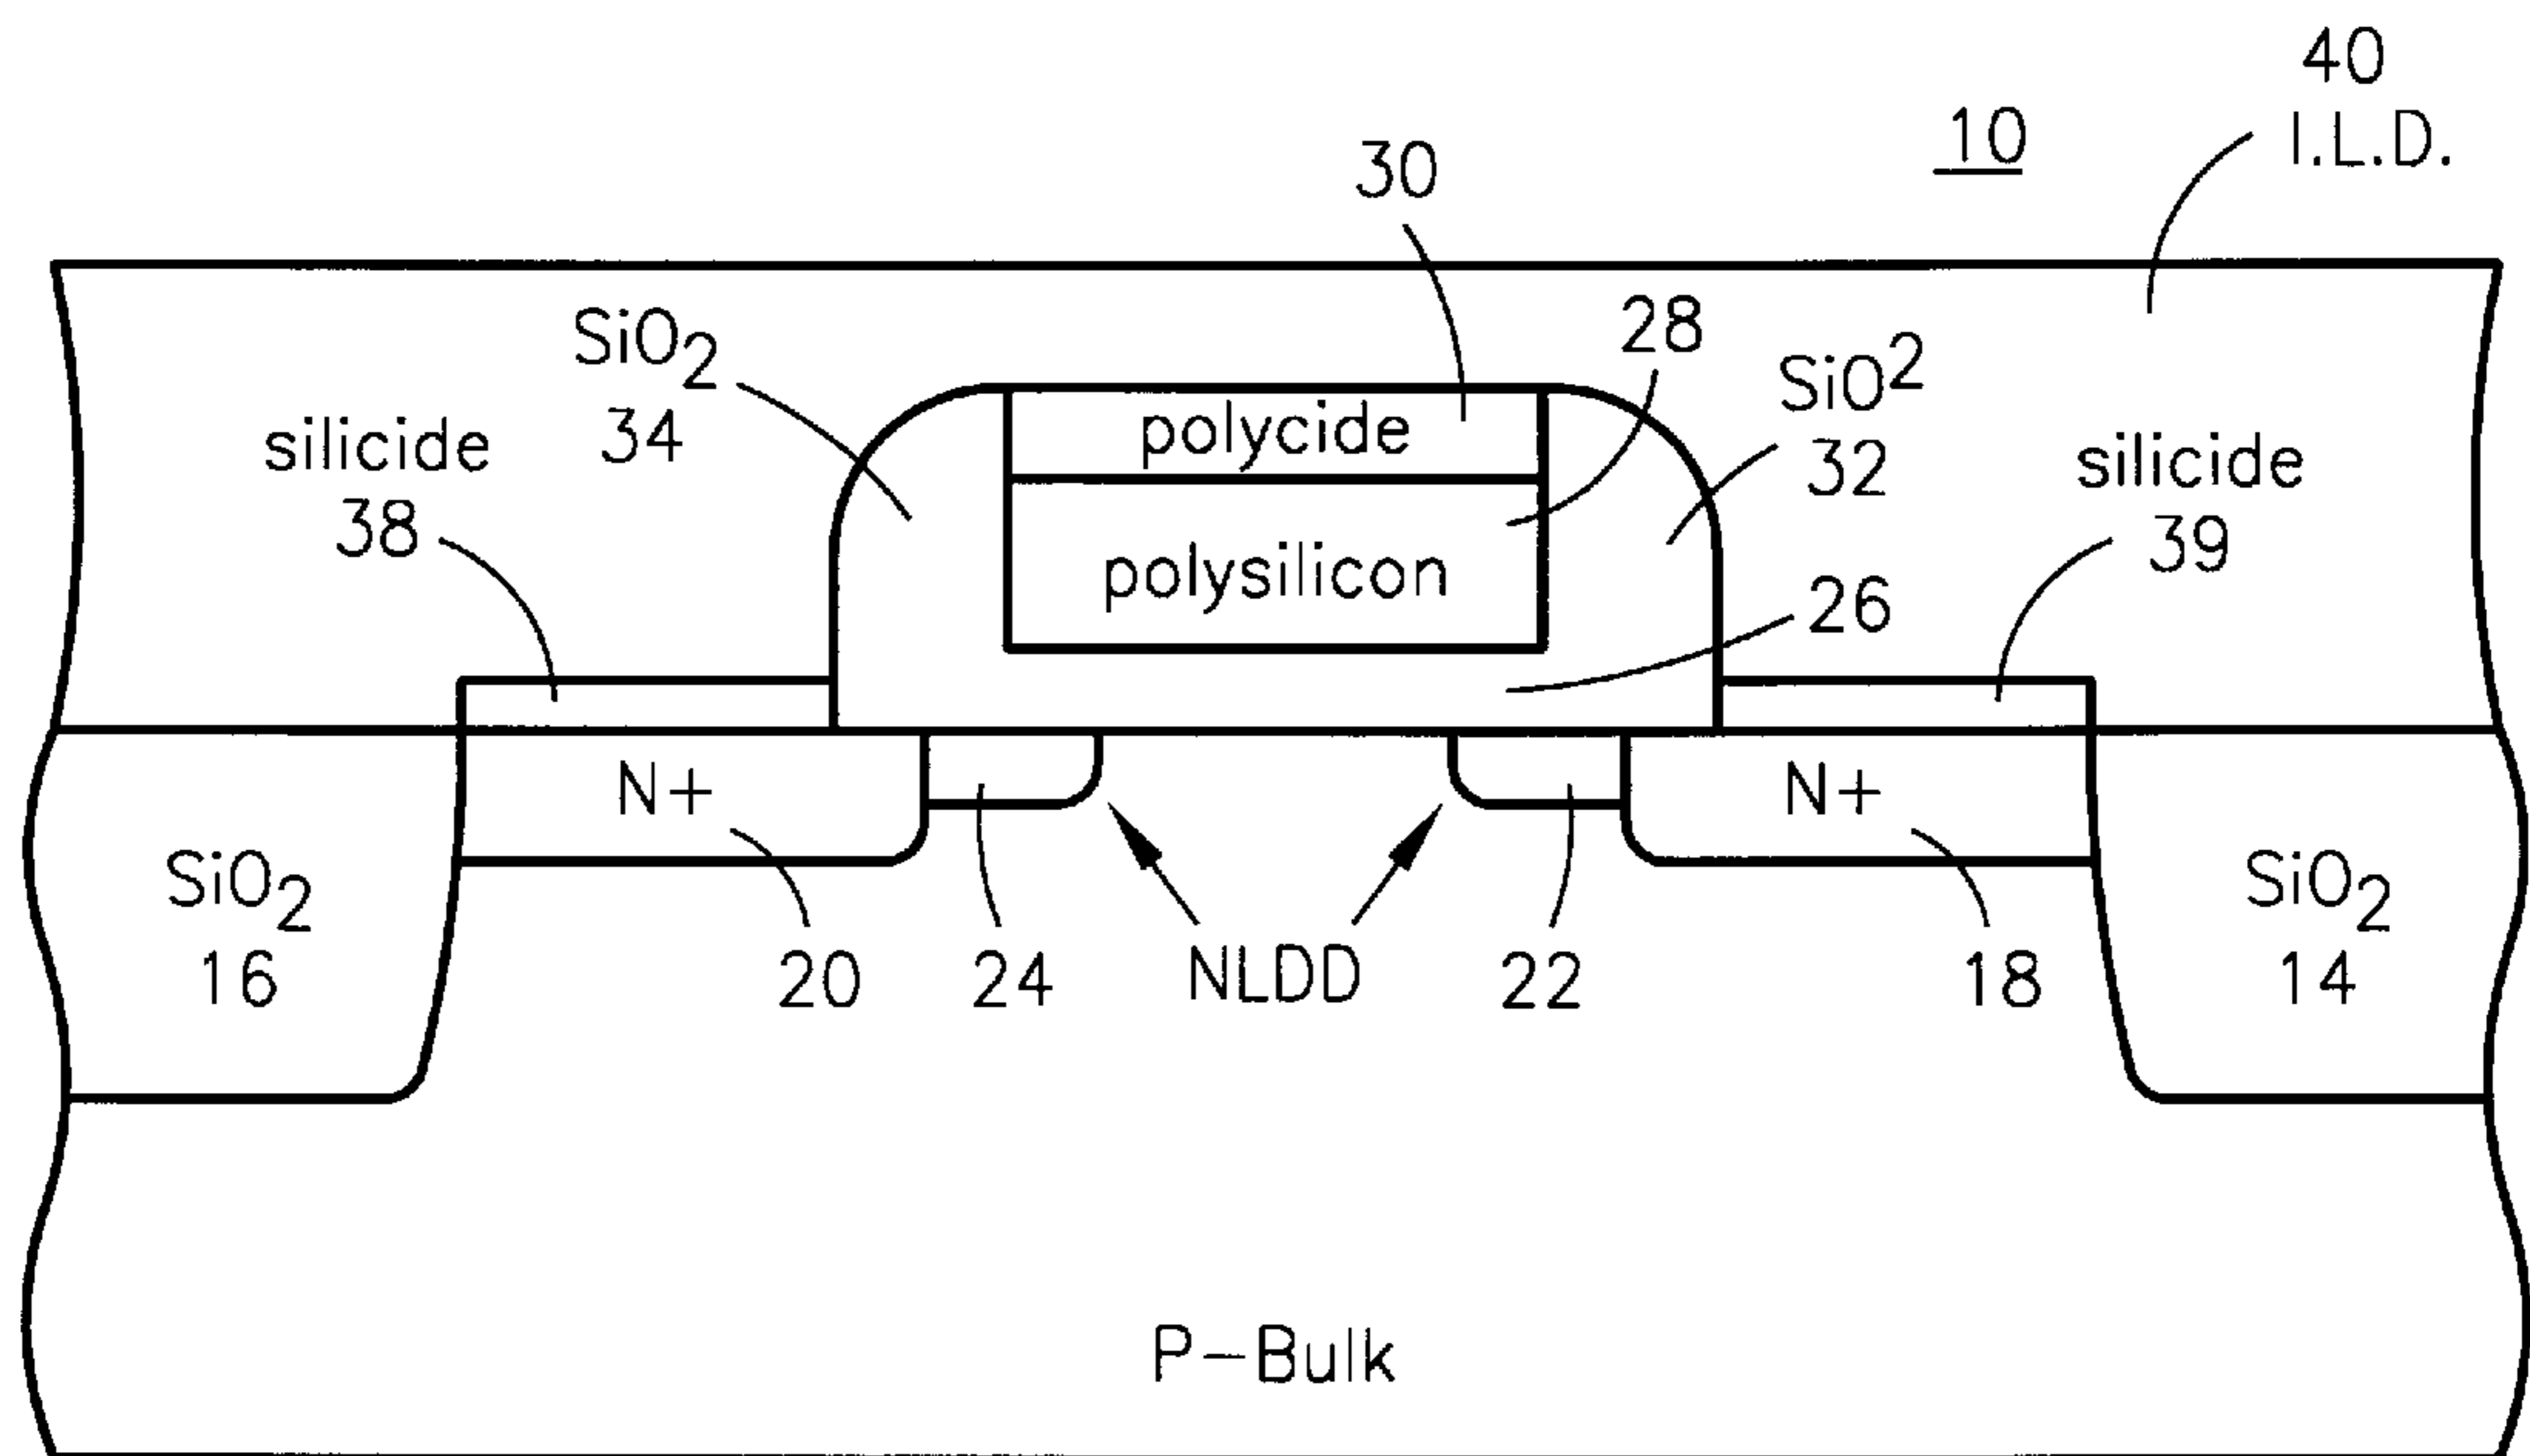 40
I.L.D.
10
30
28
SiO₂
34
SiO²
32
polycide
silicide
38
silicide
39
polysilicon
26
N+
N+
SiO₂
16
SiO₂
14
20
24
NLDD
22
18
P-Bulk